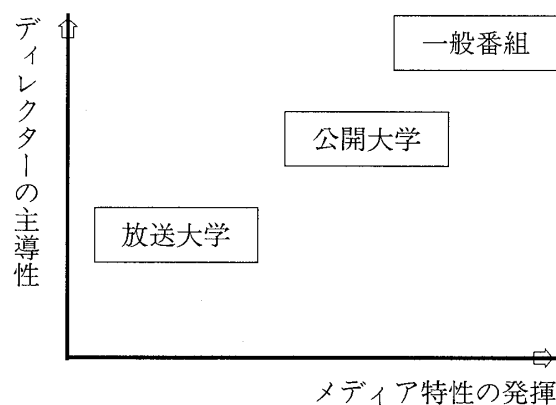 ディレクターの主導性
一般番組
公開大学
放送大学
メディア特性の発揮